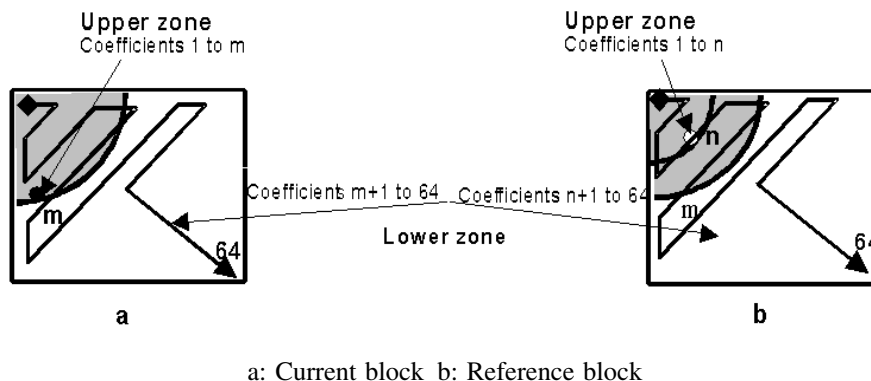 Upper zone
Coefficients 1 to m
Upper zone
Coefficients 1 to n
n
m
Coefficients m+1 to 64
Coefficients n+1 to 64
m
Lower zone
64
64
a
b
a: Current block b: Reference block